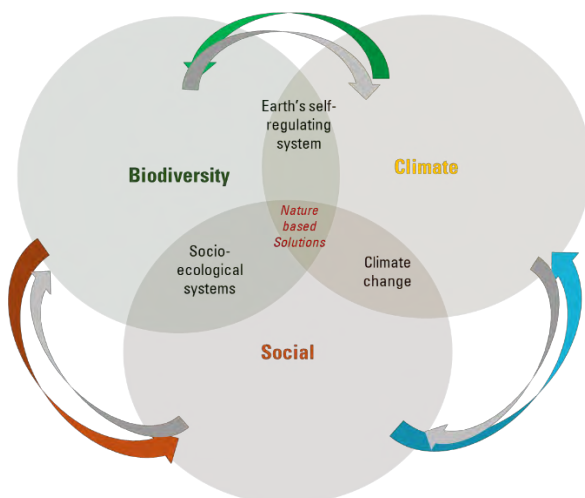 Earth's self-
regulating
system
Biodiversity
Climate
Nature
based
Solutions
Socio-
ecological
systems
Climate
change
Social